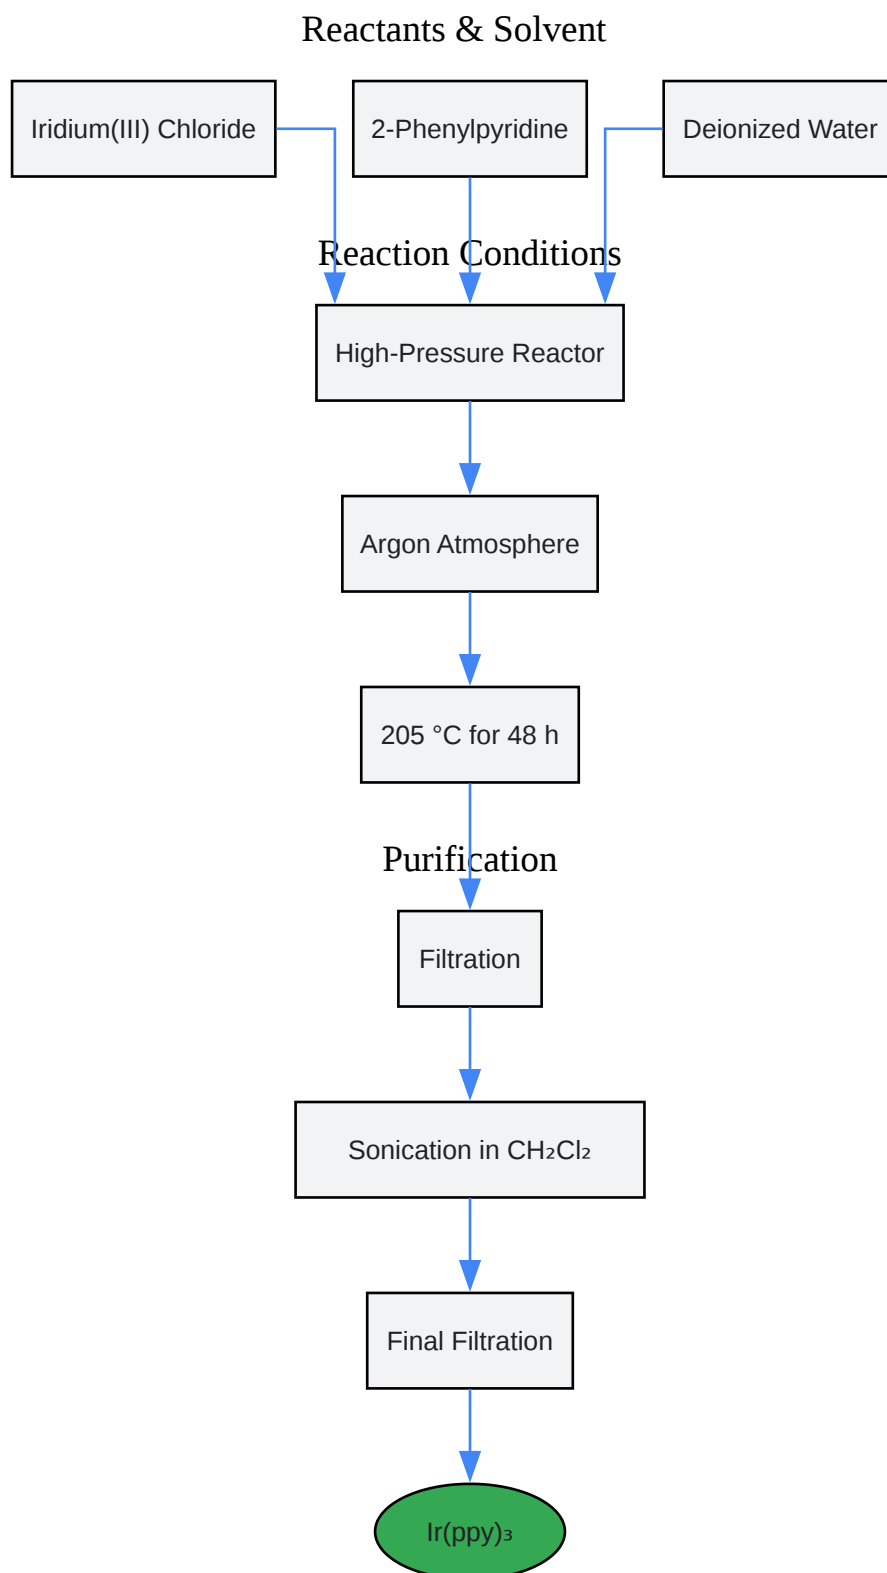 Reactants & Solvent
Iridium(III) Chloride
2-Phenylpyridine
Deionized Water
Reaction Conditions
High-Pressure Reactor
Argon Atmosphere
205 °C for 48 h
Purification
Filtration
Sonication in CH₂Cl₂
Final Filtration
Ir(ppy)₃